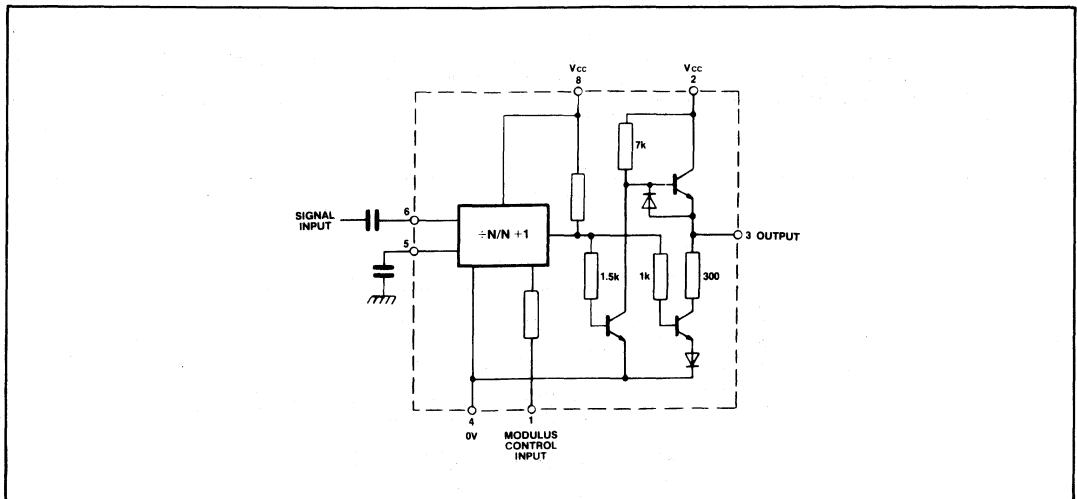 Vcc
8
Vcc
2
7k
SIGNAL
INPUT
6
÷N/N +1
5
3 OUTPUT
1.5k
1k
300
4
0V
1
MODULUS
CONTROL
INPUT